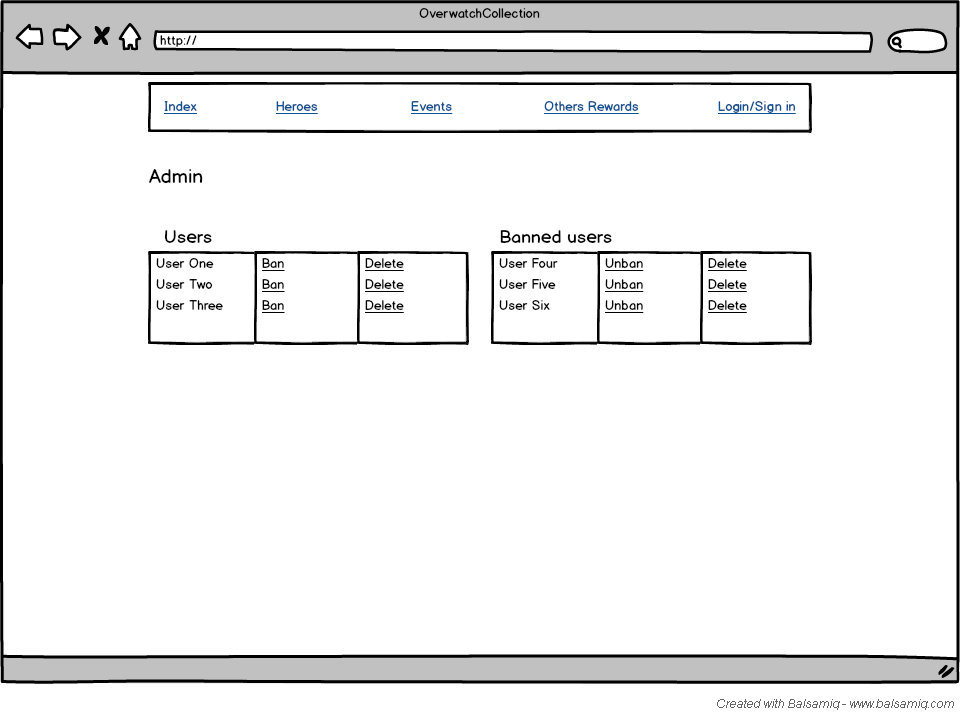 OverwatchCollection
http://
Index Heroes Events Others Rewards Login/Sign in
Admin
Users Banned users
User One Ban Delete User Four Unban Delete
User Two Ban Delete User Five Unban Delete
User Three Ban Delete User Six Unban Delete
Created with Balsamiq - www.balsamiq.com